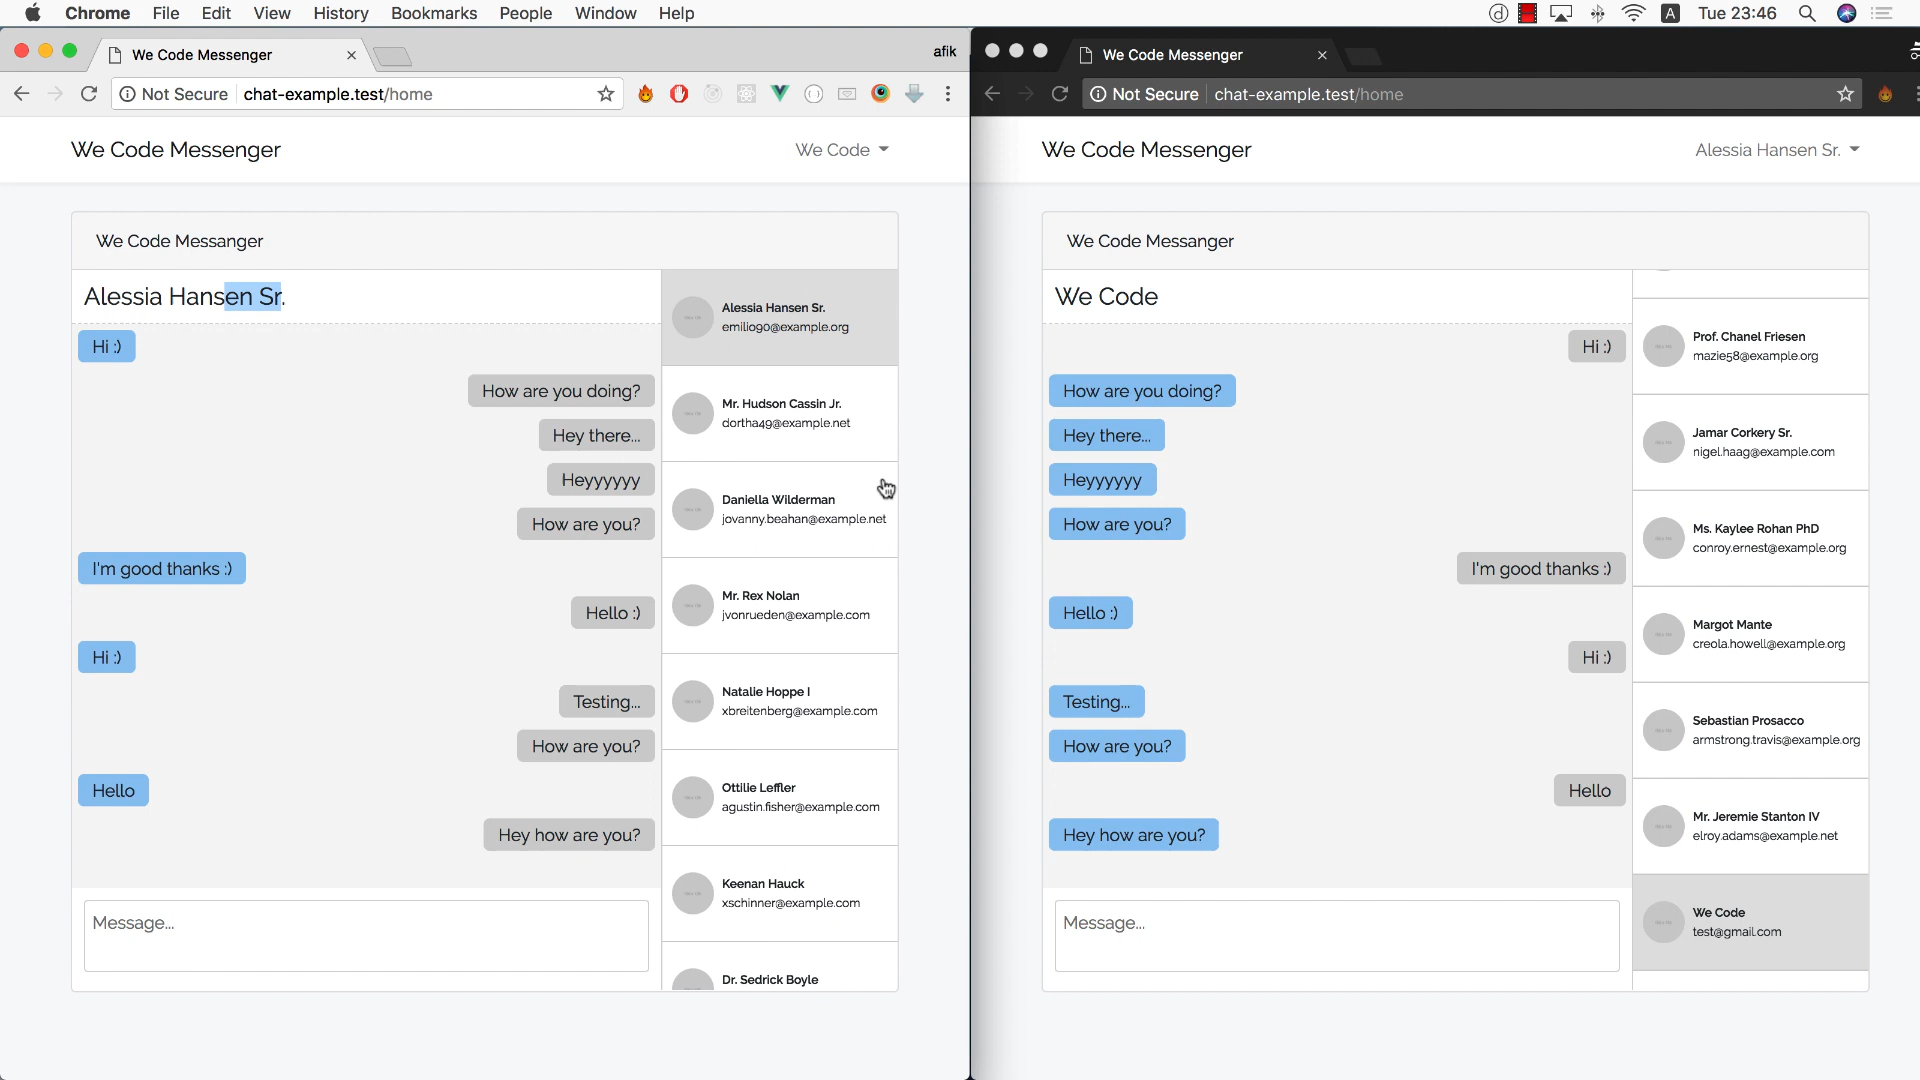 Chrome File Edit View History Bookmarks People Window Help
A Tue 23:46
We Code Messenger
afik
Not Secure chat-example.test/home
We Code Messenger
We Code
We Code Messanger
Alessia Hansen Sr.
Hi :)
How are you doing?
Hey there...
Heyyyyyy
How are you?
I'm good thanks :)
Hello :)
Hi :)
Testing...
How are you?
Hello
Hey how are you?
Message...
Alessia Hansen Sr.
emilio90@example.org
Mr. Hudson Cassin Jr.
dortha49@example.net
Daniella Wilderman
jovanny.beahan@example.net
Mr. Rex Nolan
jvonrueden@example.com
Natalie Hoppe I
xbreitenberg@example.com
Ottilie Leffler
agustin.fisher@example.com
Keenan Hauck
xschinner@example.com
Dr. Sedrick Boyle
We Code Messenger
Not Secure chat-example.test/home
We Code Messenger
Alessia Hansen Sr.
We Code Messanger
We Code
Hi :)
How are you doing?
Hey there...
Heyyyyyy
How are you?
I'm good thanks :)
Hello :)
Hi :)
Testing...
How are you?
Hello
Hey how are you?
Message...
Prof. Chanel Friesen
mazie58@example.org
Jamar Corkery Sr.
nigel.haag@example.com
Ms. Kaylee Rohan PhD
conroy.ernest@example.org
Margot Mante
creola.howell@example.org
Sebastian Prosacco
armstrong.travis@example.org
Mr. Jeremie Stanton IV
elroy.adams@example.net
We Code
test@gmail.com